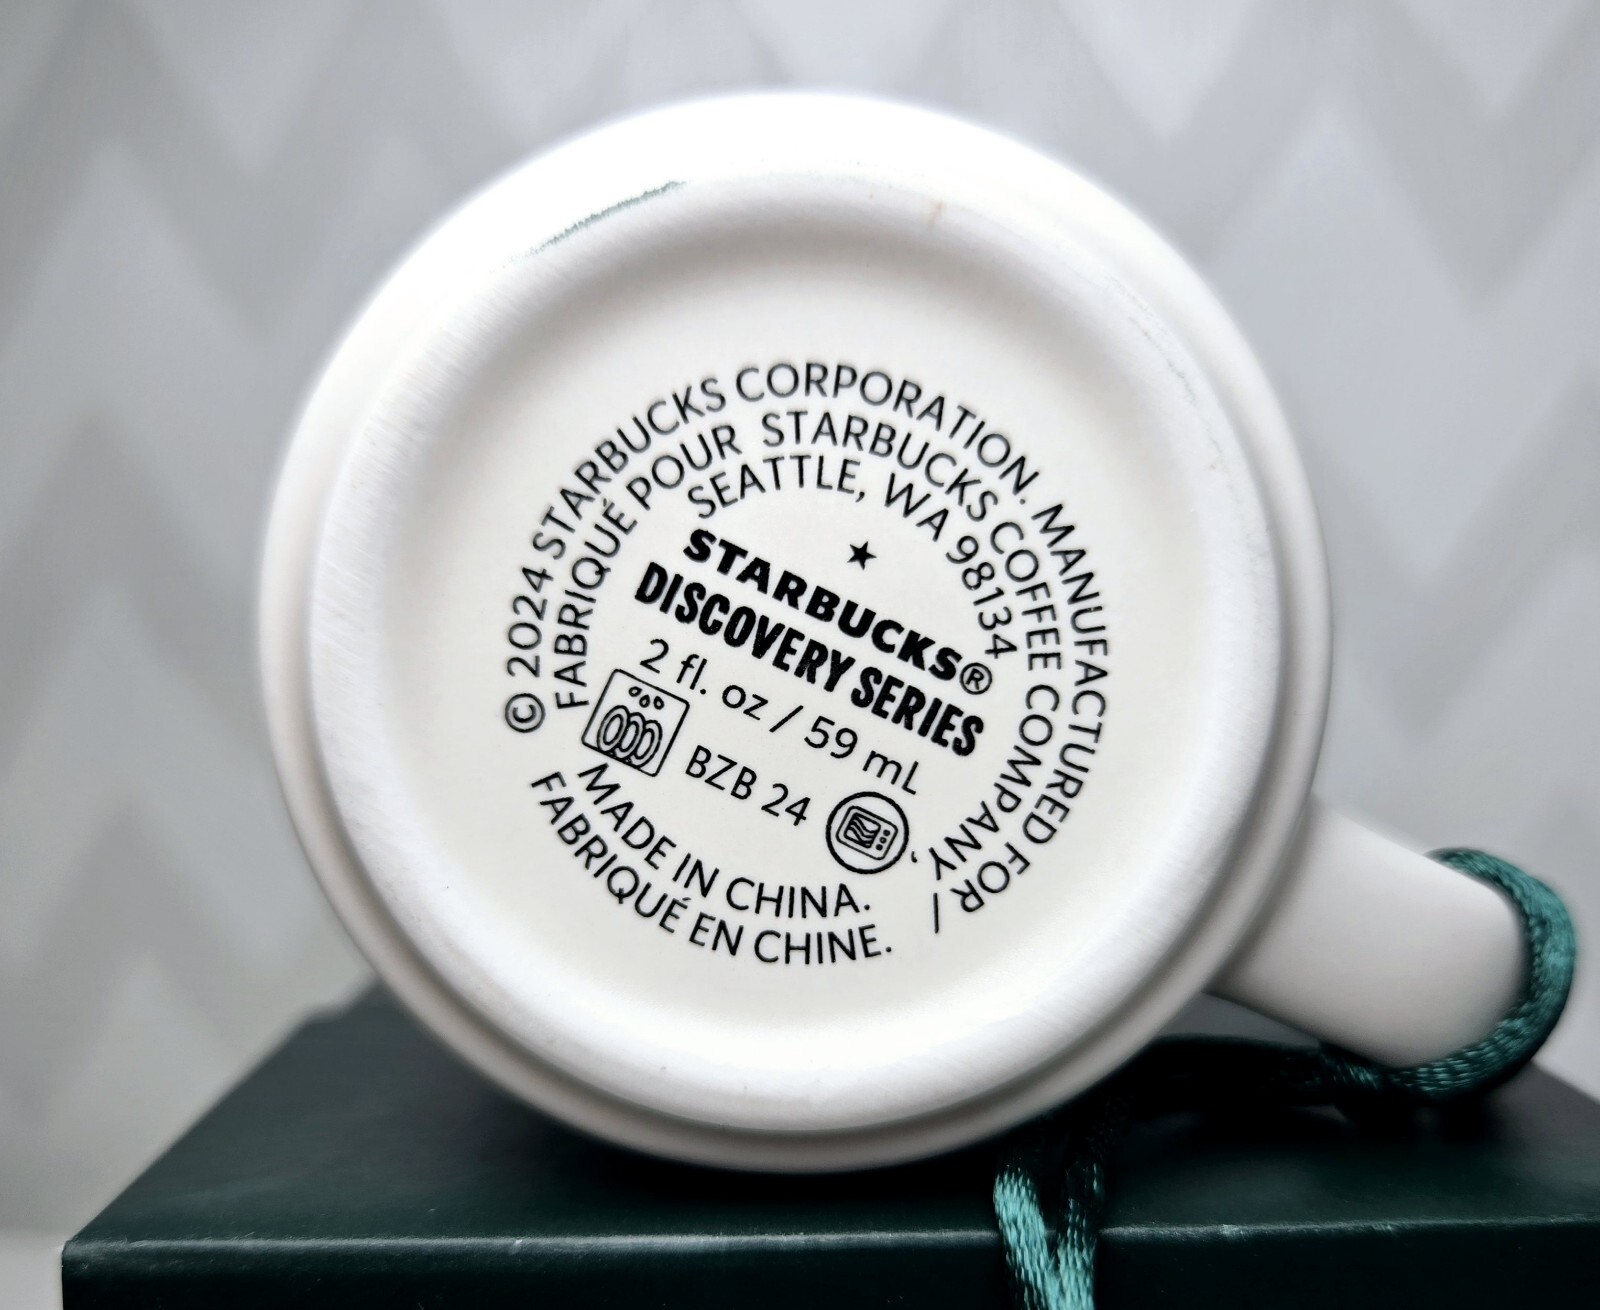 © 2024 STARBUCKS CORPORATION. MANUFACTURED FOR /
FABRIQUÉ POUR STARBUCKS COFFEE COMPANY,
SEATTLE, WA 98134
STARBUCKS®
DISCOVERY SERIES
2 fl. oz / 59 mL
BZB 24
MADE IN CHINA.
FABRIQUÉ EN CHINE.